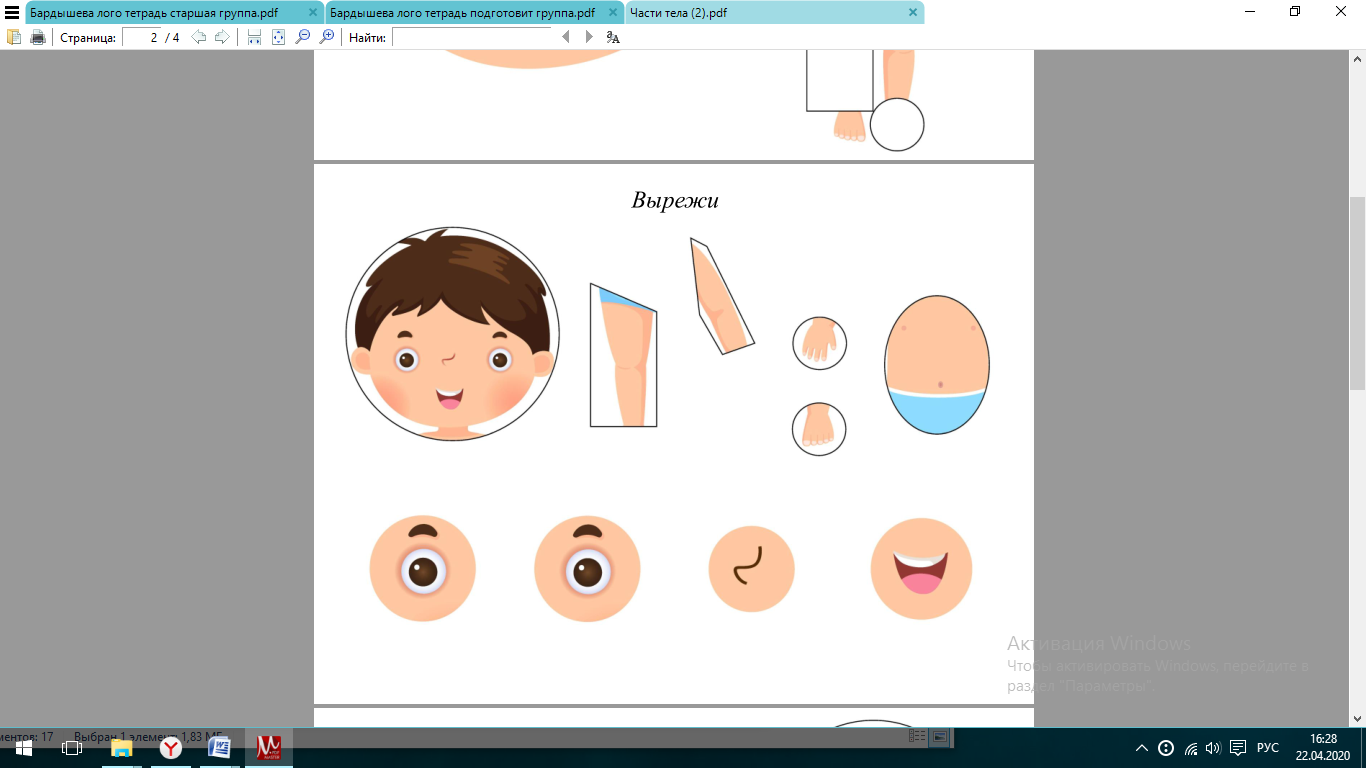 Бардышева лого тетрадь старшая группа.pdf
Бардышева лого тетрадь подготовит группа.pdf
Части тела (2).pdf
Страница: 2 / 4
Найти:
Вырежи
Активация Windows
Чтобы активировать Windows, перейдите в
раздел "Параметры".
ментов: 17 Выбран 1 элемент: 1,83 МБ
РУС
16:28
22.04.2020